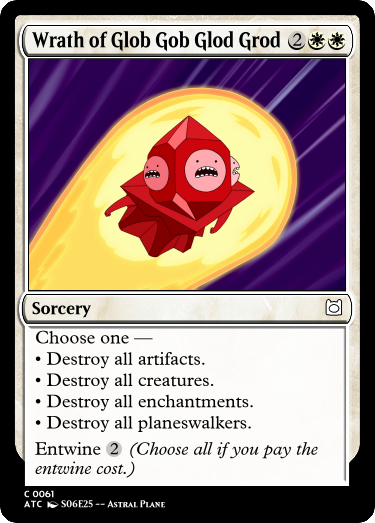 Wrath of Glob Gob Glod Grod 2
Sorcery
Choose one —
• Destroy all artifacts.
• Destroy all creatures.
• Destroy all enchantments.
• Destroy all planeswalkers.
Entwine 2 (Choose all if you pay the
entwine cost.)
C 0061
ATC S06E25 -- Astral Plane